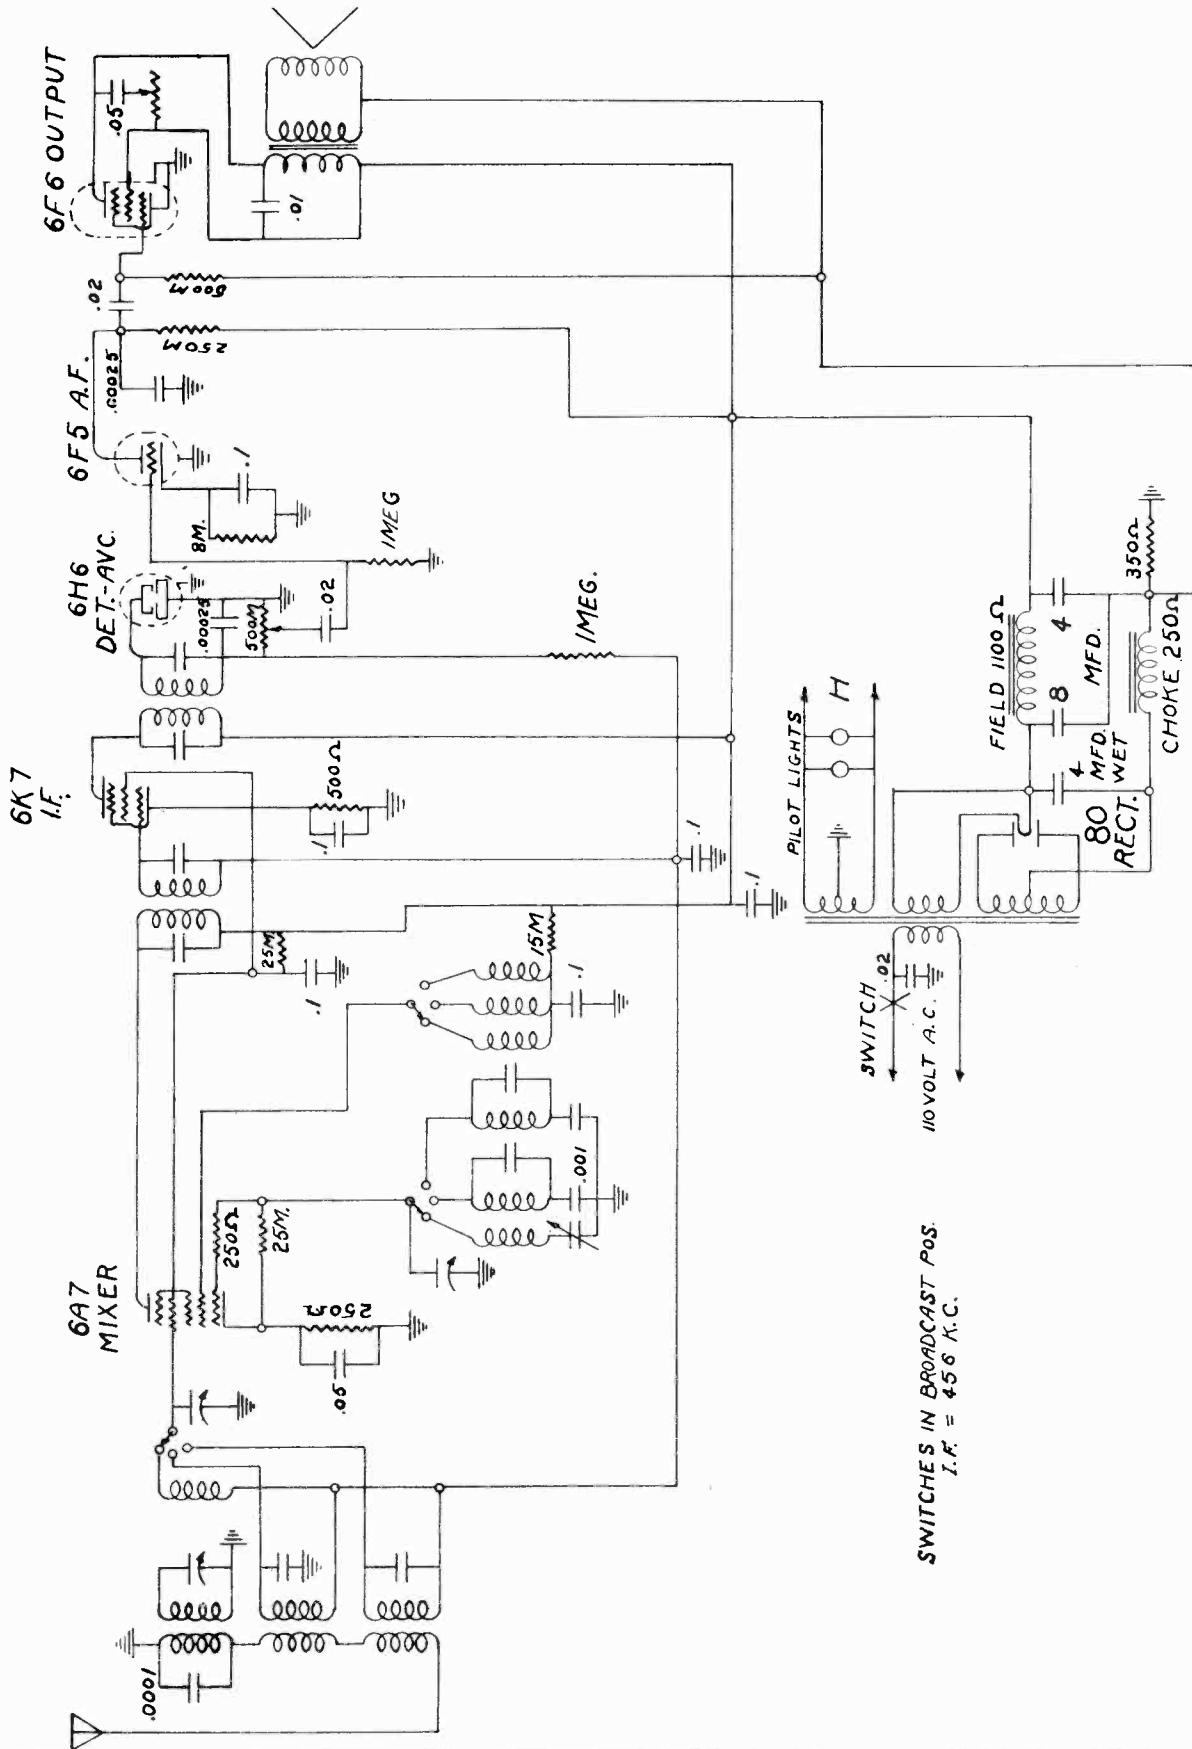 6F6 OUTPUT
.05
.01
.02
600M
250M
.00025
6F5 A.F.
.1
8M.
1MEG
6H6
DET.-AVC.
.00025
500M
.02
1MEG.
6K7
I.F.
500Ω
.1
.1
.1
25M
.1
15M
.1
6A7
MIXER
250Ω
25M.
250Ω
.05
.001
.0001
PILOT LIGHTS
H
FIELD 1100 Ω
4
8
MFD.
4
MFD.
WET
350Ω
CHOKE 250Ω
80
RECT.
SWITCH
.02
110 VOLT A.C.
SWITCHES IN BROADCAST POS.
I.F. = 456 K.C.